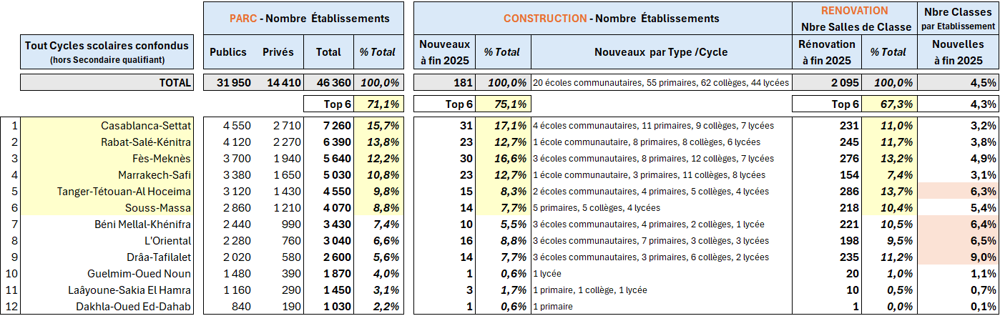 PARC - Nombre Établissements CONSTRUCTION - Nombre Établissements RENOVATION Nbre Salles de Classe Nbre Classes par Etablissement
Tout Cycles scolaires confondus (hors Secondaire qualifiant) Publics Privés Total % Total Nouveaux à fin 2025 % Total Nouveaux par Type /Cycle Rénovation à fin 2025 % Total Nouvelles à fin 2025
TOTAL 31 950 14 410 46 360 100,0% 181 100,0% 20 écoles communautaires, 55 primaires, 62 collèges, 44 lycées 2 095 100,0% 4,5%
Top 6 71,1% Top 6 75,1% Top 6 67,3% 4,3%
1 Casablanca-Settat 4 550 2 710 7 260 15,7% 31 17,1% 4 écoles communautaires, 11 primaires, 9 collèges, 7 lycées 231 11,0% 3,2%
2 Rabat-Salé-Kénitra 4 120 2 270 6 390 13,8% 23 12,7% 1 école communautaire, 8 primaires, 8 collèges, 6 lycées 245 11,7% 3,8%
3 Fès-Meknès 3 700 1 940 5 640 12,2% 30 16,6% 3 écoles communautaires, 8 primaires, 12 collèges, 7 lycées 276 13,2% 4,9%
4 Marrakech-Safi 3 380 1 650 5 030 10,8% 23 12,7% 1 école communautaire, 3 primaires, 11 collèges, 8 lycées 154 7,4% 3,1%
5 Tanger-Tétouan-Al Hoceima 3 120 1 430 4 550 9,8% 15 8,3% 2 écoles communautaires, 4 primaires, 5 collèges, 4 lycées 286 13,7% 6,3%
6 Souss-Massa 2 860 1 210 4 070 8,8% 14 7,7% 5 primaires, 5 collèges, 4 lycées 218 10,4% 5,4%
7 Béni Mellal-Khénifra 2 440 990 3 430 7,4% 10 5,5% 3 écoles communautaires, 4 primaires, 2 collèges, 1 lycée 221 10,5% 6,4%
8 L'Oriental 2 280 760 3 040 6,6% 16 8,8% 3 écoles communautaires, 7 primaires, 3 collèges, 3 lycées 198 9,5% 6,5%
9 Drâa-Tafilalet 2 020 580 2 600 5,6% 14 7,7% 3 écoles communautaires, 3 primaires, 6 collèges, 2 lycées 235 11,2% 9,0%
10 Guelmim-Oued Noun 1 480 390 1 870 4,0% 1 0,6% 1 lycée 20 1,0% 1,1%
11 Laâyoune-Sakia El Hamra 1 160 290 1 450 3,1% 3 1,7% 1 primaire, 1 collège, 1 lycée 10 0,5% 0,7%
12 Dakhla-Oued Ed-Dahab 840 190 1 030 2,2% 1 0,6% 1 primaire 1 0,0% 0,1%